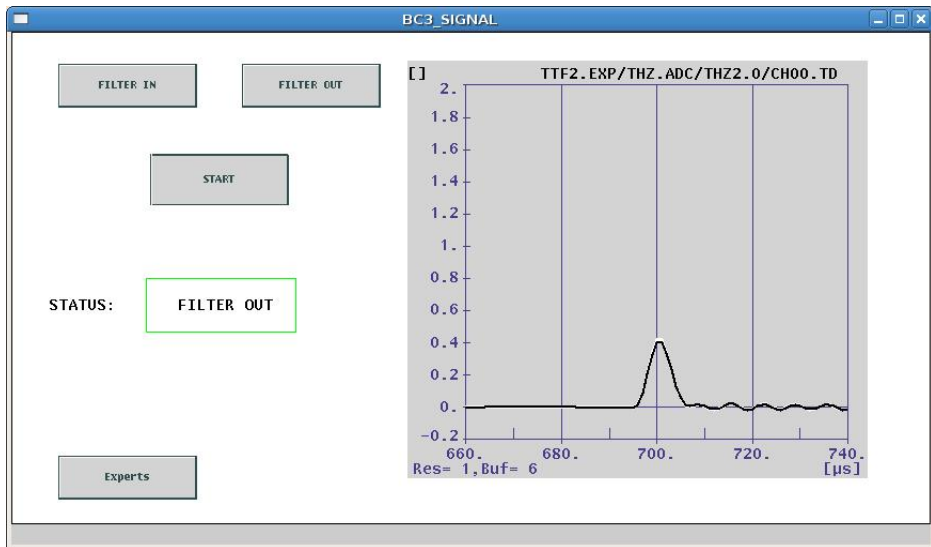 BC3_SIGNAL
FILTER IN
FILTER OUT
START
STATUS:
FILTER OUT
Experts
[] TTF2.EXP/THZ.ADC/THZ2.0/CH00.TD
2.
1.8
1.6
1.4
1.2
1.
0.8
0.6
0.4
0.2
0.
-0.2
660. 680. 700. 720. 740.
Res= 1,Buf= 6 [µs]